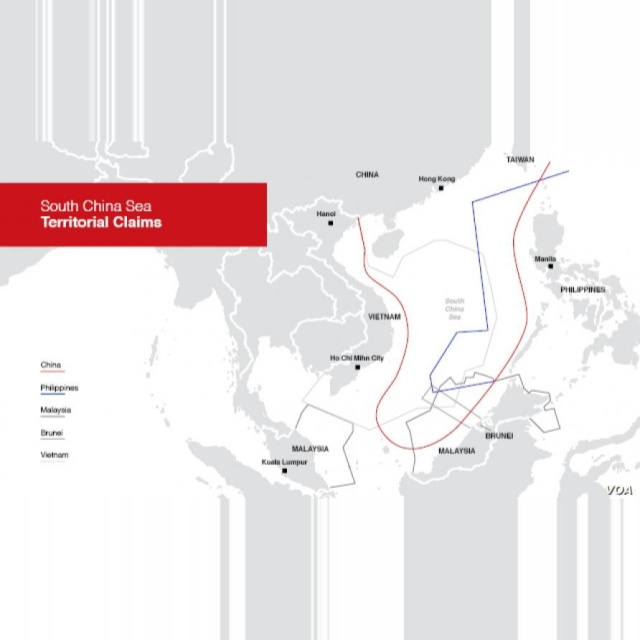 TAIWAN
CHINA
Hong Kong
South China Sea
Territorial Claims
Hanoi
Manila
PHILIPPINES
South
China
Sea
VIETNAM
Ho Chi Mihn City
China
Philippines
Malaysia
Brunei
Vietnam
BRUNEI
MALAYSIA
MALAYSIA
Kuala Lumpur
VOA